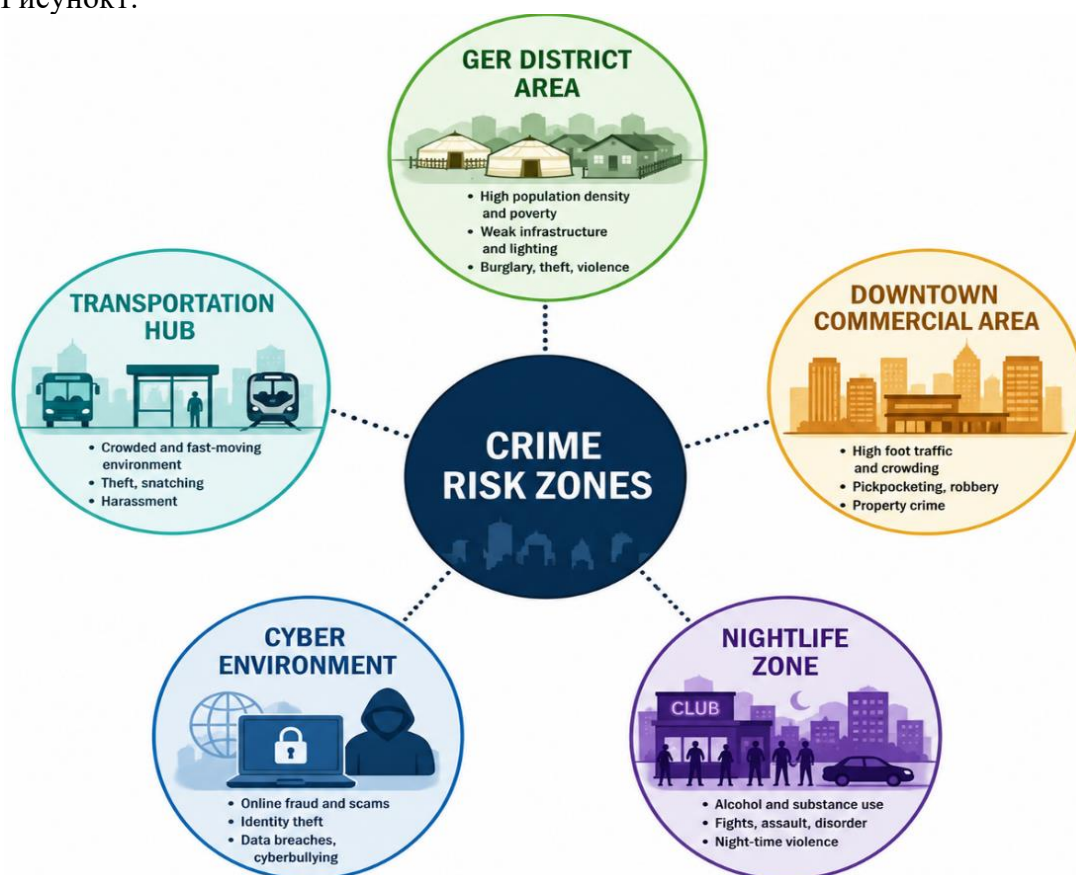 Рисунок1.
GER DISTRICT
AREA
• High population density
and poverty
• Weak infrastructure
and lighting
• Burglary, theft, violence
TRANSPORTATION
HUB
• Crowded and fast-moving
environment
• Theft, snatching
• Harassment
DOWNTOWN
COMMERCIAL AREA
• High foot traffic
and crowding
• Pickpocketing, robbery
• Property crime
CRIME
RISK ZONES
CYBER
ENVIRONMENT
• Online fraud and scams
• Identity theft
• Data breaches,
cyberbullying
NIGHTLIFE
ZONE
CLUB
• Alcohol and substance use
• Fights, assault, disorder
• Night-time violence